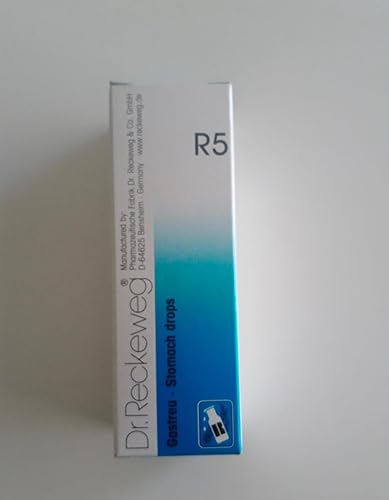 R5
Manufactured by:
Pharmazeutische Fabrik Dr. Reckeweg & Co. GmbH
D-64625 Bensheim - Germany · www.reckeweg.de
Dr.Reckeweg®
Gastreu - Stomach drops